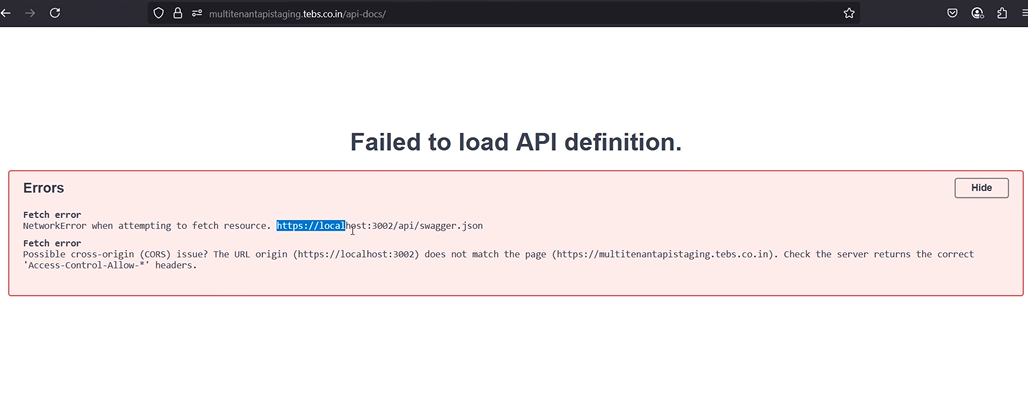 multitenantapistaging.tebs.co.in/api-docs/
Failed to load API definition.
Errors
Hide
Fetch error
NetworkError when attempting to fetch resource. https://localhost:3002/api/swagger.json
Fetch error
Possible cross-origin (CORS) issue? The URL origin (https://localhost:3002) does not match the page (https://multitenantapistaging.tebs.co.in). Check the server returns the correct
'Access-Control-Allow-*' headers.